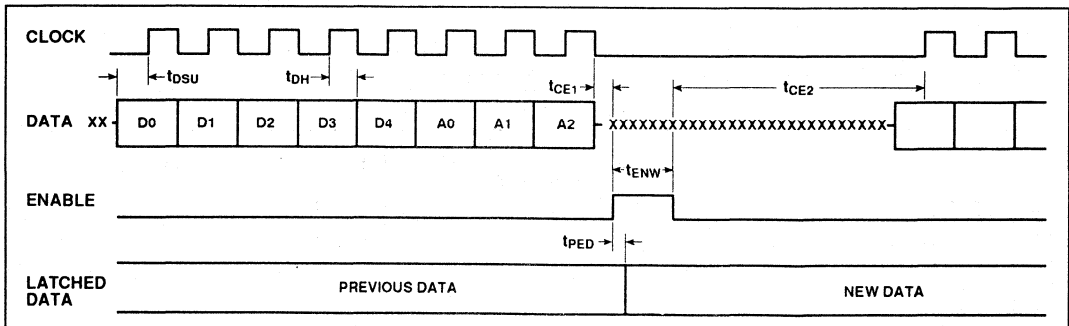 CLOCK
tDSU
tDH
tCE1
tCE2
DATA XX D0 D1 D2 D3 D4 A0 A1 A2 XXXXXXXXXXXXXXXXXXXXXXXXXXXXXX
tENW
ENABLE
tPED
LATCHED DATA
PREVIOUS DATA
NEW DATA